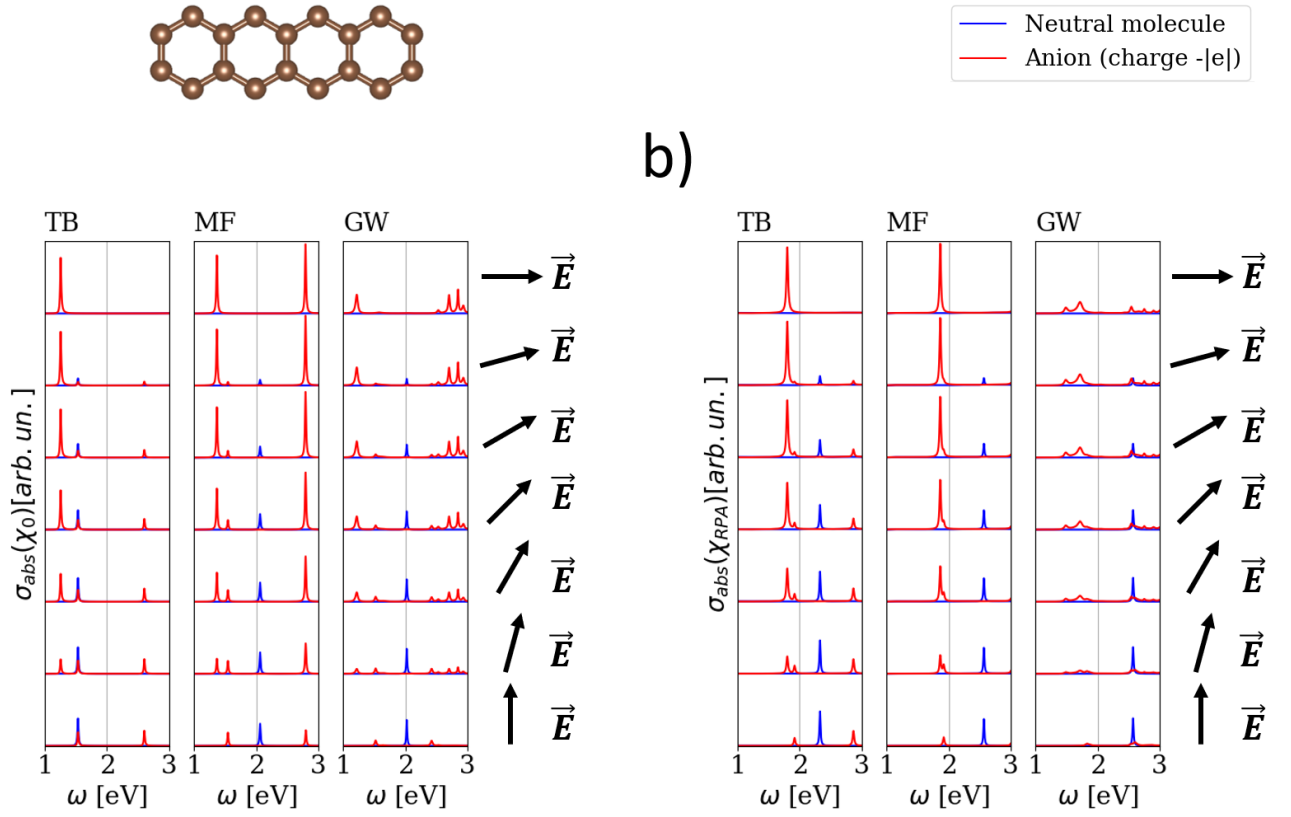 Neutral molecule
Anion (charge -|e|)
b)
TB MF GW
σabs(χ0)[arb. un.]
E
E
E
E
E
E
E
1 2 3 1 2 3 1 2 3
ω [eV] ω [eV] ω [eV]
TB MF GW
σabs(χRPA)[arb. un.]
E
E
E
E
E
E
E
1 2 3 1 2 3 1 2 3
ω [eV] ω [eV] ω [eV]